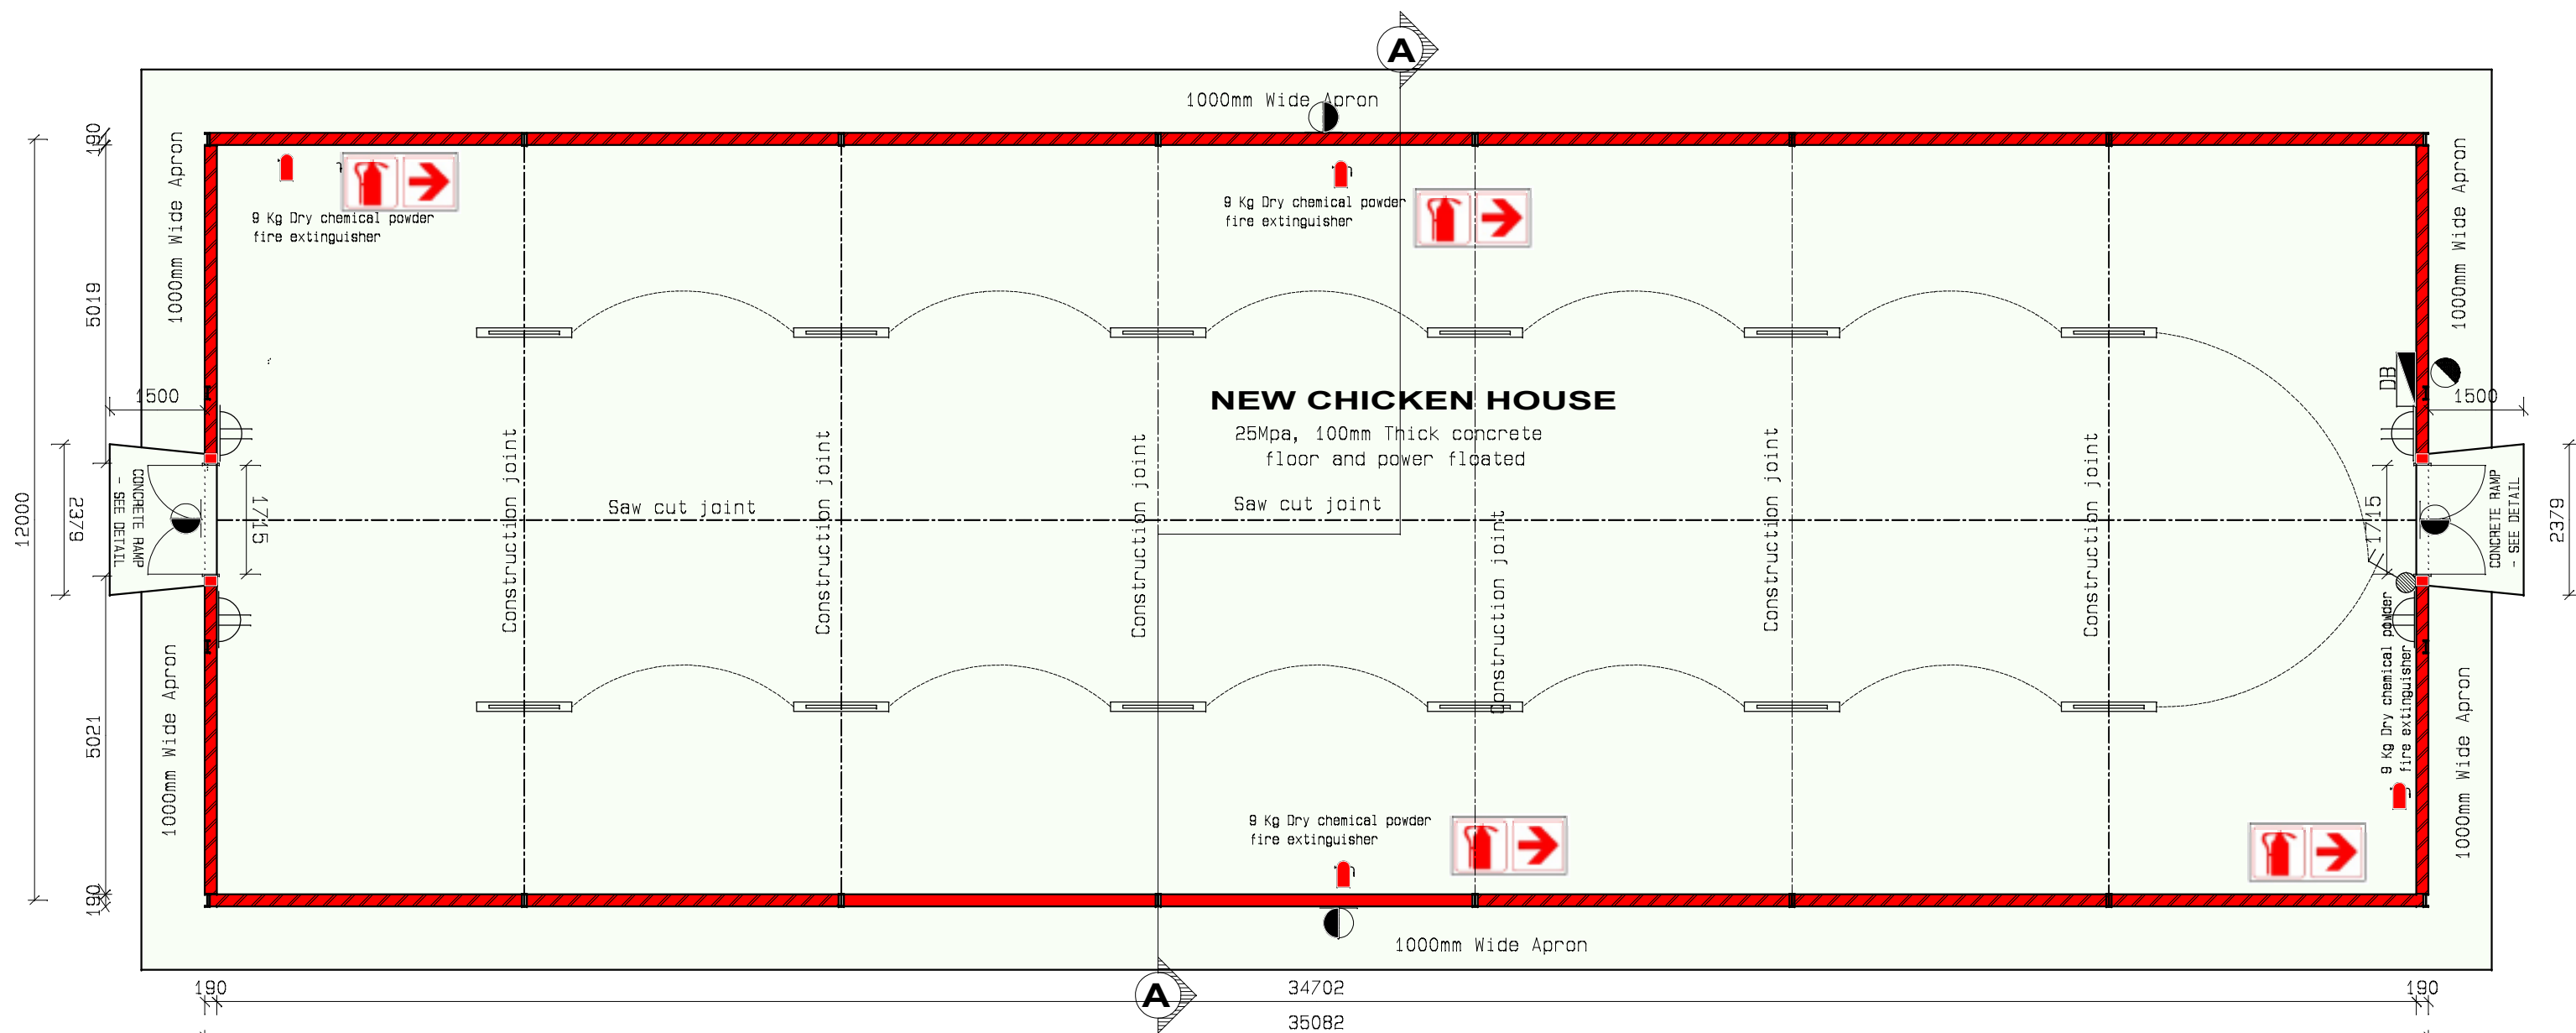 A
1000mm Wide Apron
190
1000mm Wide Apron
1000mm Wide Apron
9 Kg Dry chemical powder
fire extinguisher
9 Kg Dry chemical powder
fire extinguisher
5019
12000
1500
DB
1500
NEW CHICKEN HOUSE
25Mpa, 100mm Thick concrete
floor and power floated
Construction joint
Construction joint
Construction joint
Construction joint
Construction joint
Construction joint
Saw cut joint
Saw cut joint
2379
CONCRETE RAMP
- SEE DETAIL
1715
1715
CONCRETE RAMP
- SEE DETAIL
2379
5021
1000mm Wide Apron
9 Kg Dry chemical powder
fire extinguisher
1000mm Wide Apron
9 Kg Dry chemical powder
fire extinguisher
190
1000mm Wide Apron
190
A
34702
190
35082